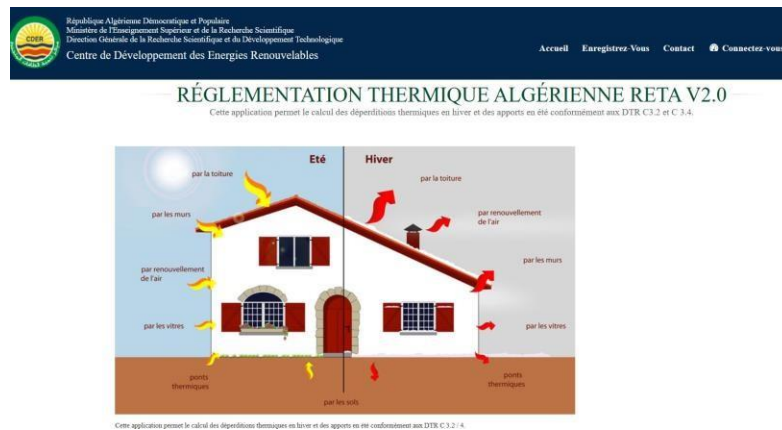 République Algérienne Démocratique et Populaire
Ministère de l'Enseignement Supérieur et de la Recherche Scientifique
Direction Générale de la Recherche Scientifique et du Développement Technologique
Centre de Développement des Energies Renouvelables
CDER
Accueil Enregistrez-Vous Contact Connectez-vous
RÉGLEMENTATION THERMIQUE ALGÉRIENNE RETA V2.0
Cette application permet le calcul des déperditions thermiques en hiver et des apports en été conformément aux DTR C3.2 et C 3.4.
Eté Hiver
par la toiture
par la toiture
par les murs
par renouvellement
de l'air
par les murs
par renouvellement
de l'air
par les vitres
par les vitres
ponts
thermiques
ponts
thermiques
par les sols
Cette application permet le calcul des déperditions thermiques en hiver et des apports en été conformément aux DTR C 3.2 / 4.